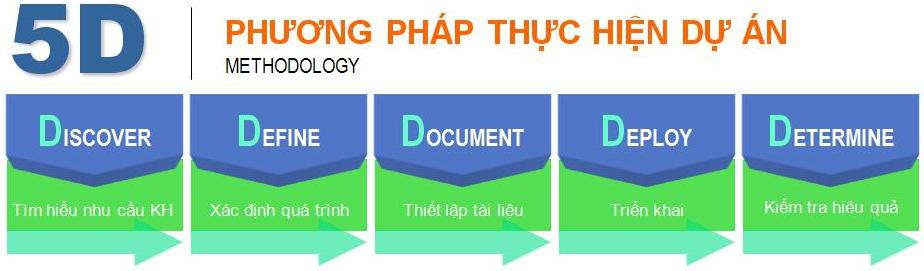 5D
PHƯƠNG PHÁP THỰC HIỆN DỰ ÁN
METHODOLOGY
DISCOVER
DEFINE
DOCUMENT
DEPLOY
DETERMINE
Tìm hiểu nhu cầu KH
Xác định quá trình
Thiết lập tài liệu
Triển khai
Kiểm tra hiệu quả